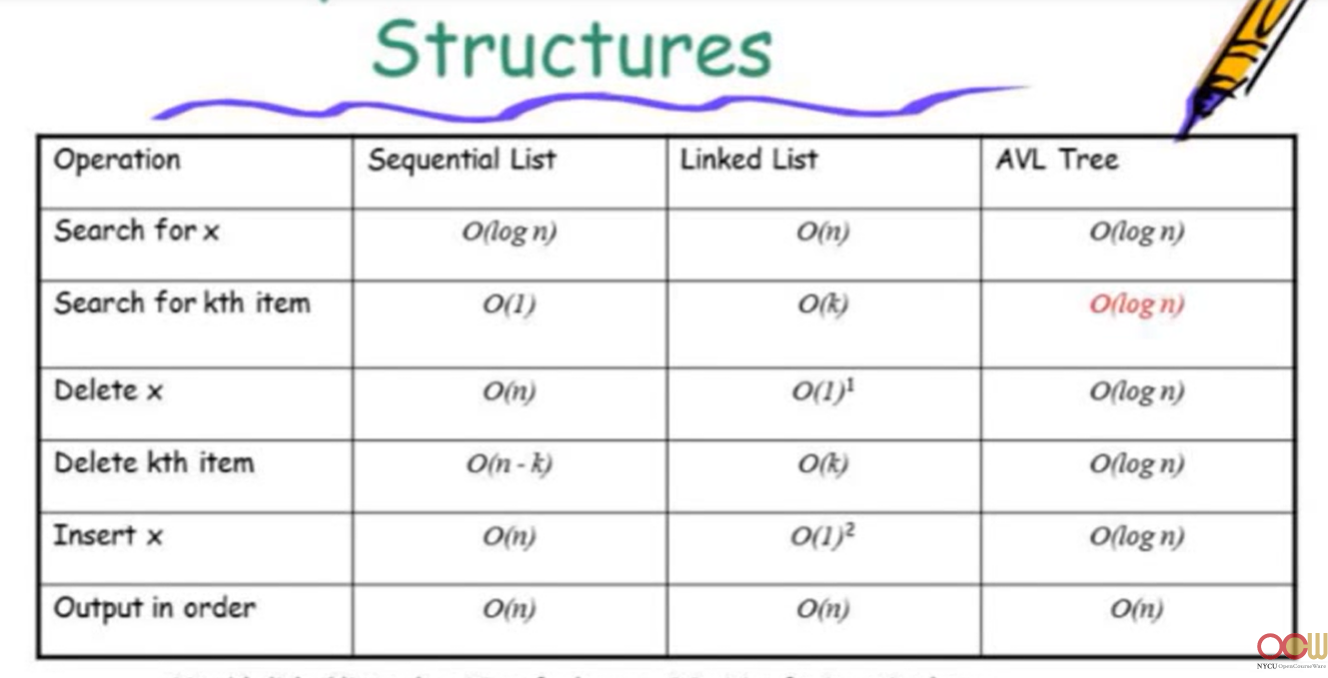 Structures
Operation Sequential List Linked List AVL Tree
Search for x O(log n) O(n) O(log n)
Search for kth item O(1) O(k) O(log n)
Delete x O(n) O(1)¹ O(log n)
Delete kth item O(n - k) O(k) O(log n)
Insert x O(n) O(1)² O(log n)
Output in order O(n) O(n) O(n)
OCW
NYCU OpenCourseWare